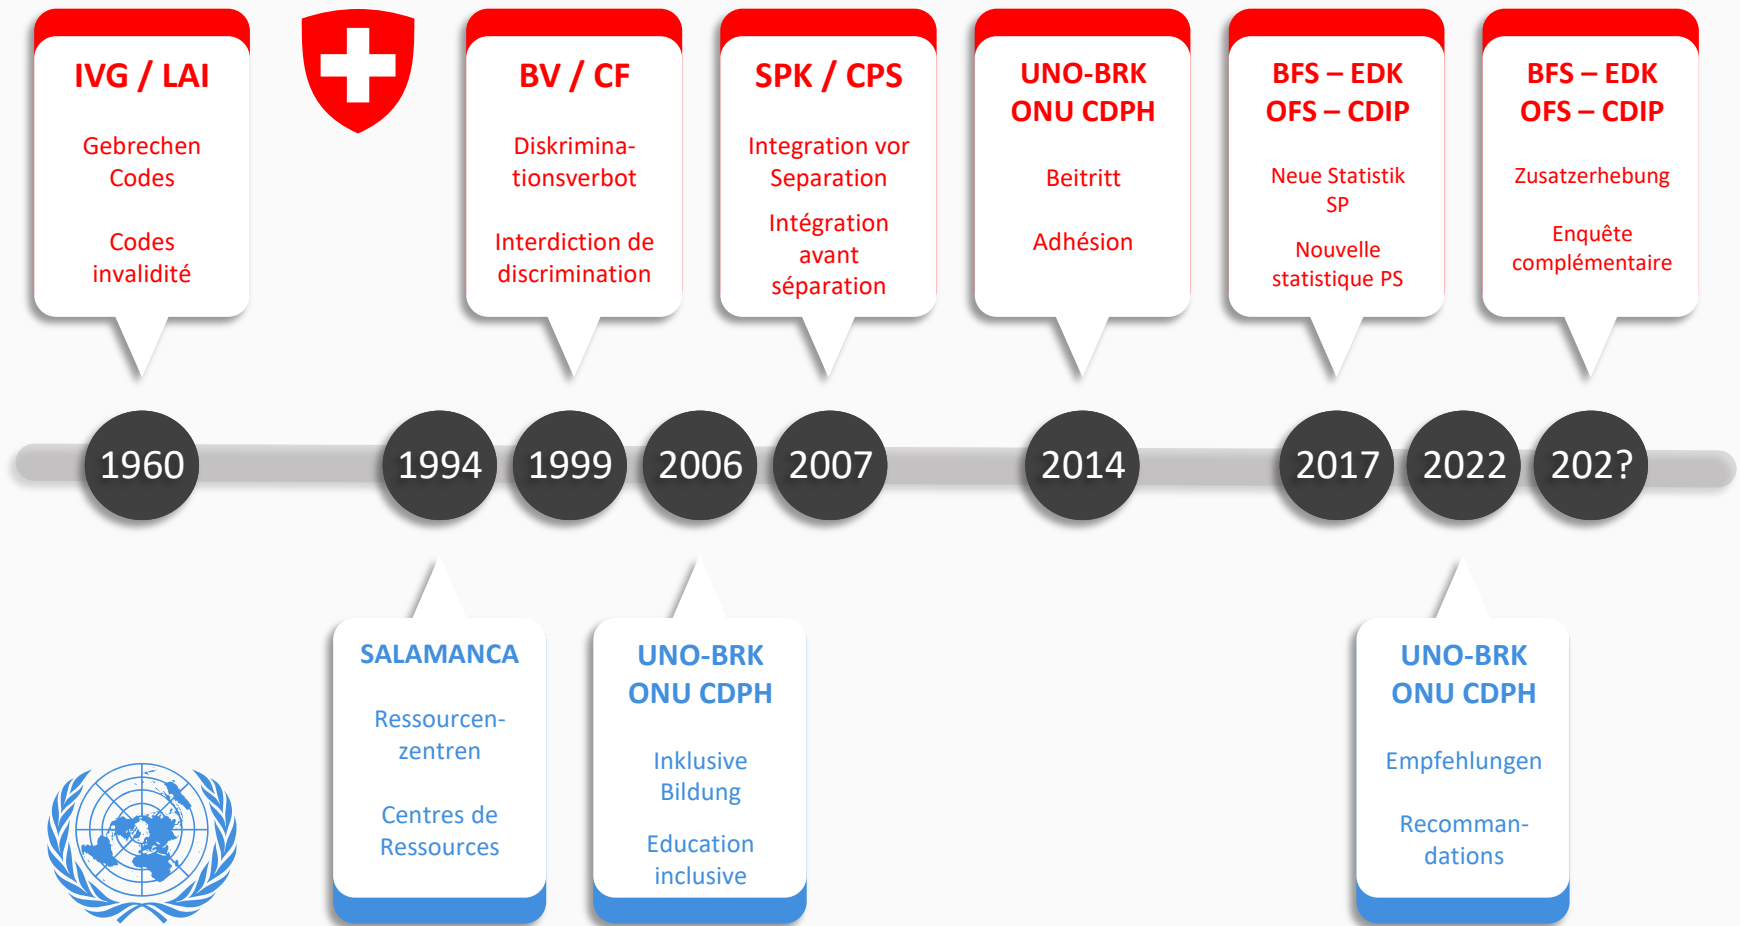 IVG / LAI
Gebrechen
Codes
Codes
invalidité
BV / CF
Diskrimina-
tionsverbot
Interdiction de
discrimination
SPK / CPS
Integration vor
Separation
Intégration
avant
séparation
UNO-BRK
ONU CDPH
Beitritt
Adhésion
BFS – EDK
OFS – CDIP
Neue Statistik
SP
Nouvelle
statistique PS
BFS – EDK
OFS – CDIP
Zusatzerhebung
Enquête
complémentaire
1960
1994
1999
2006
2007
2014
2017
2022
202?
SALAMANCA
Ressourcen-
zentren
Centres de
Ressources
UNO-BRK
ONU CDPH
Inklusive
Bildung
Education
inclusive
UNO-BRK
ONU CDPH
Empfehlungen
Recomman-
dations